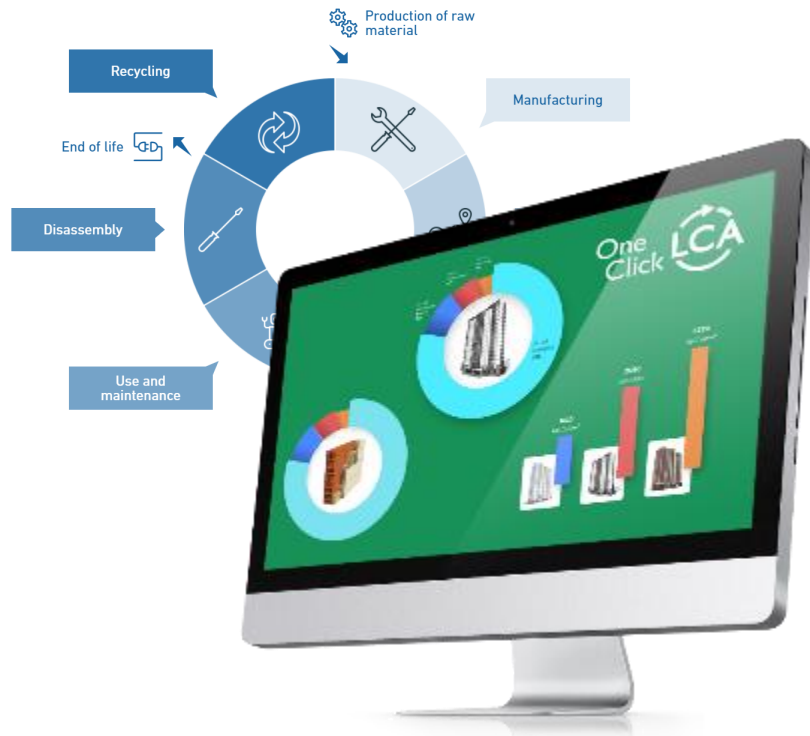 Production of raw
material
Recycling
Manufacturing
End of life
Disassembly
Use and
maintenance
One
Click LCA